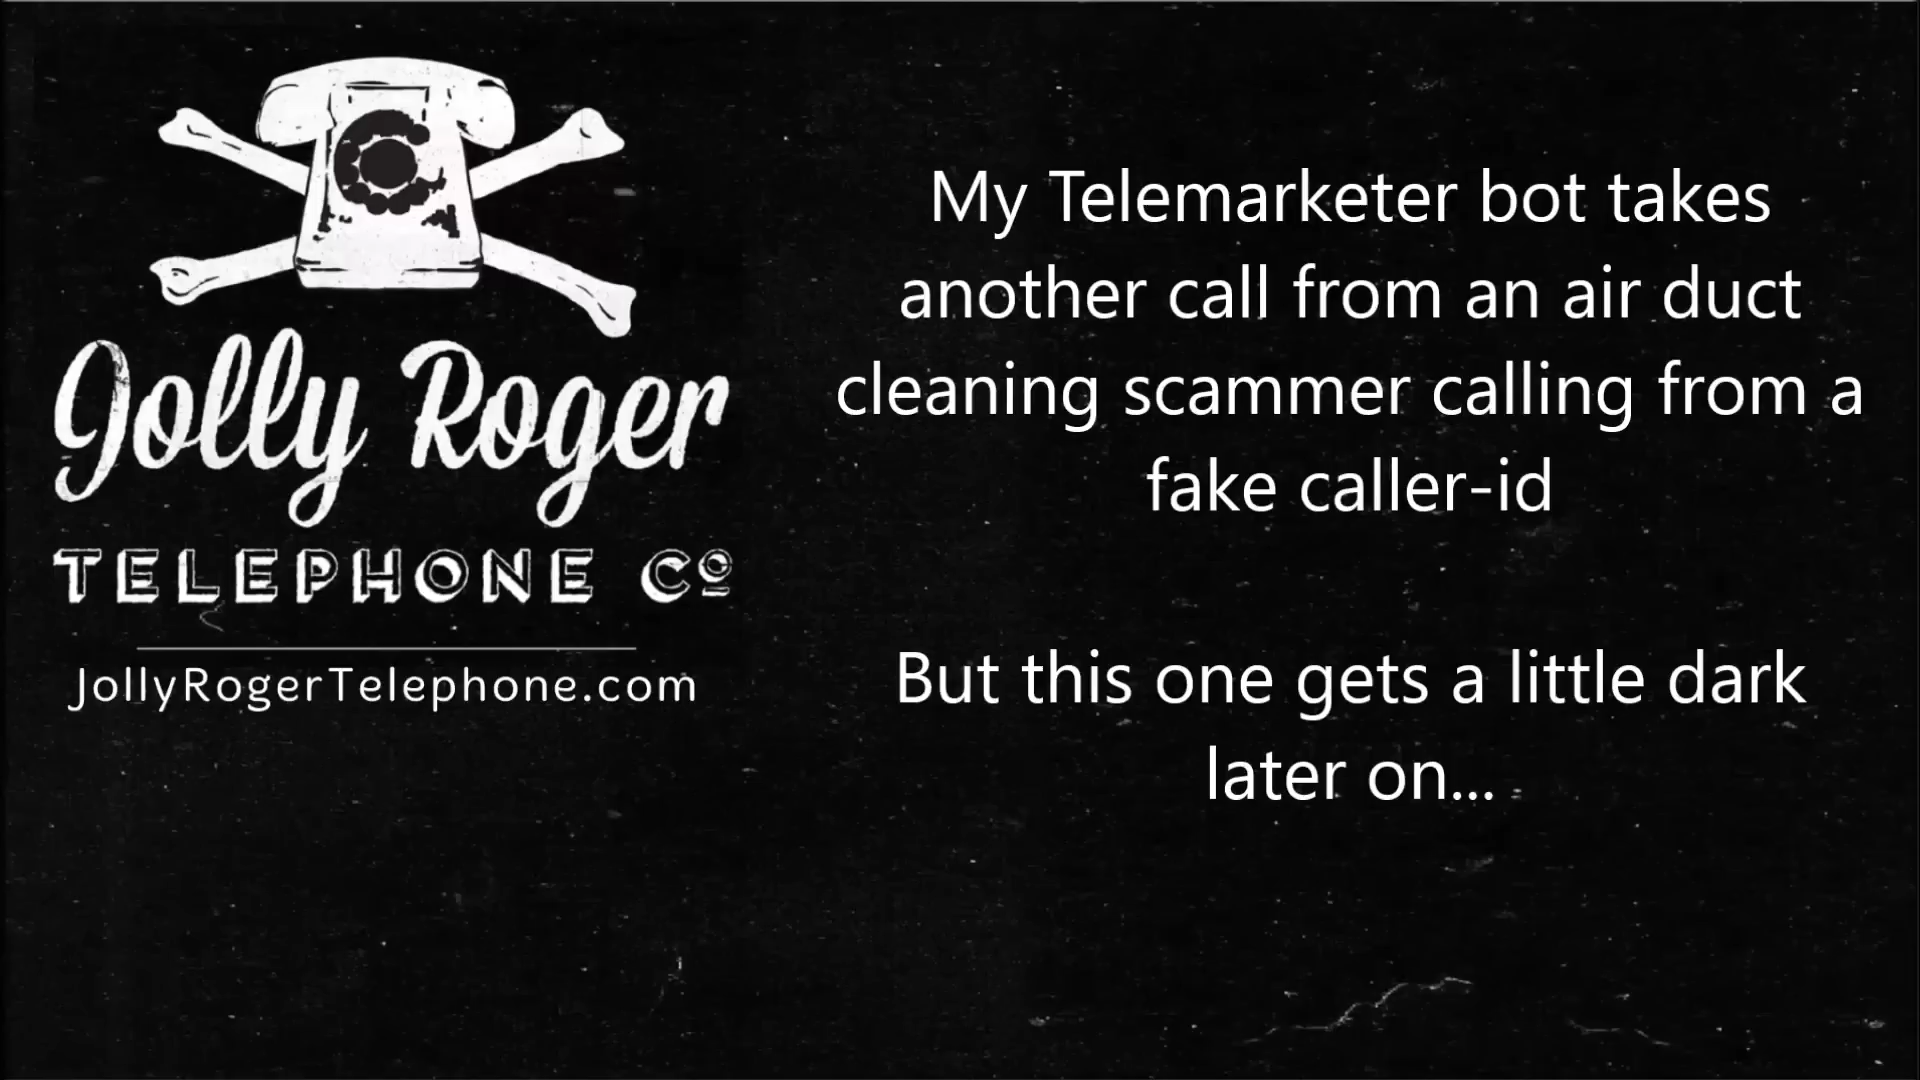 Jolly Roger
TELEPHONE Co
JollyRogerTelephone.com
My Telemarketer bot takes
another call from an air duct
cleaning scammer calling from a
fake caller-id
But this one gets a little dark
later on...